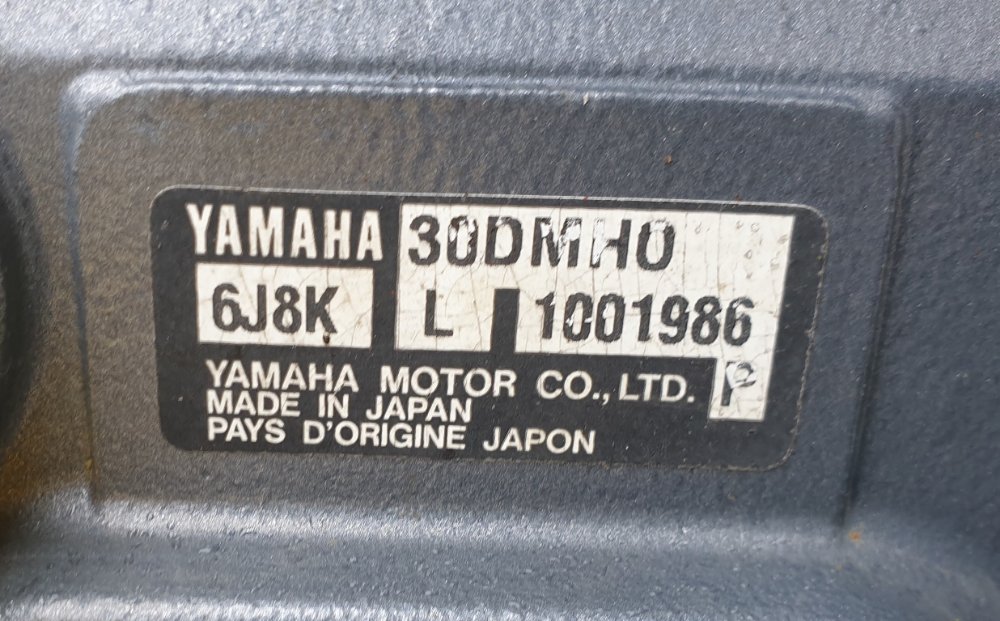 YAMAHA 30DMHO
6J8K L 1001986
YAMAHA MOTOR CO., LTD. P
MADE IN JAPAN
PAYS D'ORIGINE JAPON